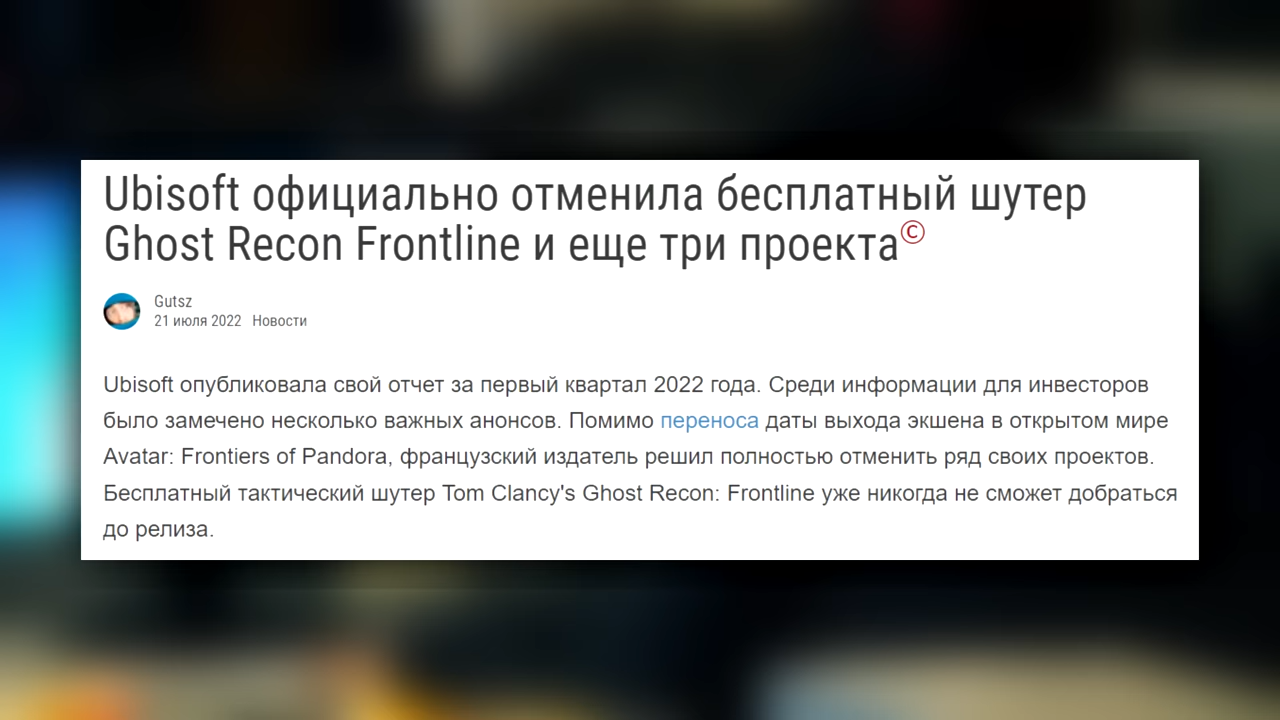 Ubisoft официально отменила бесплатный шутер
Ghost Recon Frontline и еще три проекта©
Gutsz
21 июля 2022 Новости
Ubisoft опубликовала свой отчет за первый квартал 2022 года. Среди информации для инвесторов
было замечено несколько важных анонсов. Помимо переноса даты выхода экшена в открытом мире
Avatar: Frontiers of Pandora, французский издатель решил полностью отменить ряд своих проектов.
Бесплатный тактический шутер Tom Clancy's Ghost Recon: Frontline уже никогда не сможет добраться
до релиза.